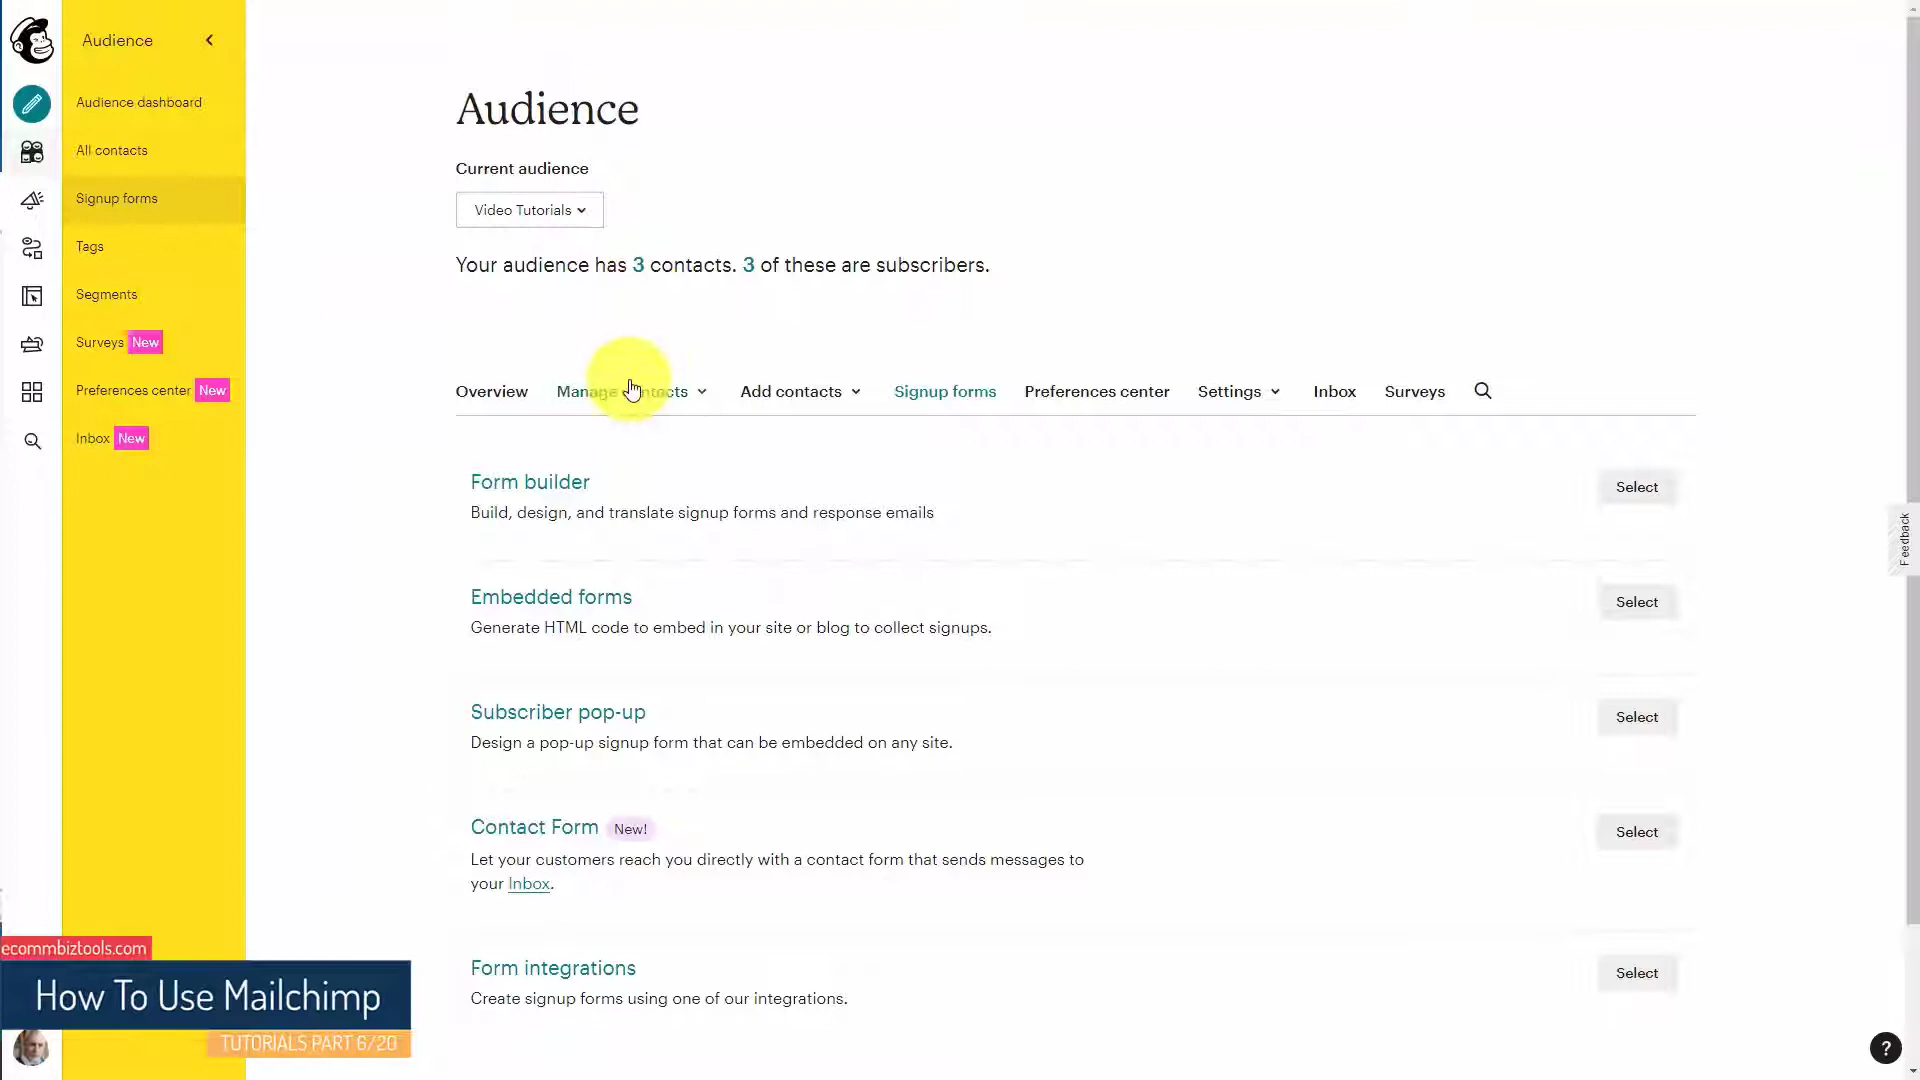 Audience
Audience dashboard
All contacts
Signup forms
Tags
Segments
Surveys New
Preferences center New
Inbox New
Audience
Current audience
Video Tutorials
Your audience has 3 contacts. 3 of these are subscribers.
Overview Manage contacts Add contacts Signup forms Preferences center Settings Inbox Surveys
Form builder
Select
Build, design, and translate signup forms and response emails
Embedded forms
Select
Generate HTML code to embed in your site or blog to collect signups.
Subscriber pop-up
Select
Design a pop-up signup form that can be embedded on any site.
Contact Form New!
Select
Let your customers reach you directly with a contact form that sends messages to
your Inbox.
Form integrations
Select
Create signup forms using one of our integrations.
Feedback
?
ecommbiztools.com
How To Use Mailchimp
TUTORIALS PART 6/20